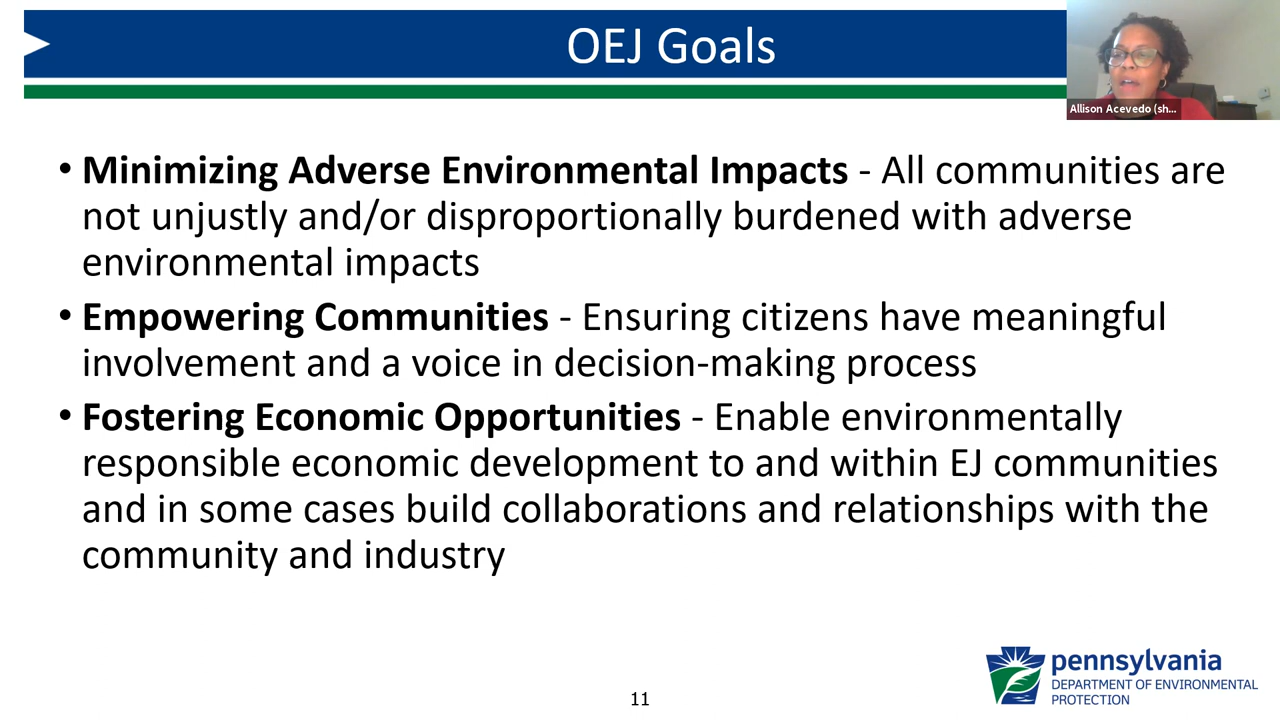 OEJ Goals
Allison Acevedo (sh...
• Minimizing Adverse Environmental Impacts - All communities are
not unjustly and/or disproportionally burdened with adverse
environmental impacts
• Empowering Communities - Ensuring citizens have meaningful
involvement and a voice in decision-making process
• Fostering Economic Opportunities - Enable environmentally
responsible economic development to and within EJ communities
and in some cases build collaborations and relationships with the
community and industry
pennsylvania
DEPARTMENT OF ENVIRONMENTAL
PROTECTION
11